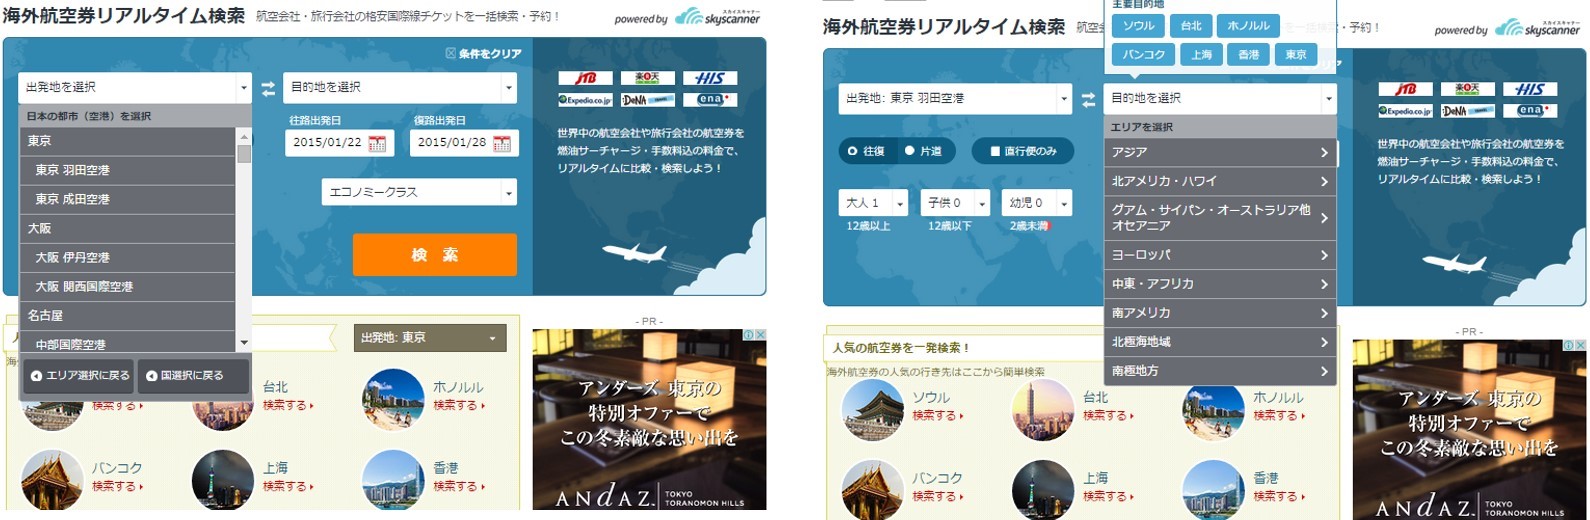 海外航空券リアルタイム検索
航空会社・旅行会社の格安国際線チケットを一括検索・予約！
powered by スカイスキャナー skyscanner
条件をクリア
出発地を選択
目的地を選択
日本の都市（空港）を選択
東京
東京 羽田空港
東京 成田空港
大阪
大阪 伊丹空港
大阪 関西国際空港
名古屋
中部国際空港
エリア選択に戻る
国選択に戻る
往路出発日
復路出発日
2015/01/22
2015/01/28
エコノミークラス
検 索
JTB
楽天
HIS
Expedia.co.jp
DeNA
ena
世界中の航空会社や旅行会社の航空券を
燃油サーチャージ・手数料込の料金で、
リアルタイムに比較・検索しよう！
出発地: 東京
台北
検索する
ホノルル
検索する
検索する
バンコク
検索する
上海
検索する
香港
検索する
- PR -
アンダーズ 東京の
特別オファーで
この冬素敵な思い出を
ANdAZ
TOKYO
TORANOMON HILLS
海外航空券リアルタイム検索
主要目的地
ソウル
台北
ホノルル
バンコク
上海
香港
東京
予約！
powered by スカイスキャナー skyscanner
出発地: 東京 羽田空港
目的地を選択
往復
片道
直行便のみ
大人 1
子供 0
幼児 0
12歳以上
12歳以下
2歳未満
エリアを選択
アジア
北アメリカ・ハワイ
グアム・サイパン・オーストラリア他
オセアニア
ヨーロッパ
中東・アフリカ
南アメリカ
北極海地域
南極地方
JTB
楽天
HIS
Expedia.co.jp
DeNA
ena
世界中の航空会社や旅行会社の航空券を
燃油サーチャージ・手数料込の料金で、
リアルタイムに比較・検索しよう！
人気の航空券を一発検索！
海外航空券の人気の行き先はここから簡単検索
ソウル
検索する
台北
検索する
ホノルル
検索する
バンコク
検索する
上海
検索する
香港
検索する
- PR -
アンダーズ 東京の
特別オファーで
この冬素敵な思い出を
ANdAZ
TOKYO
TORANOMON HILLS